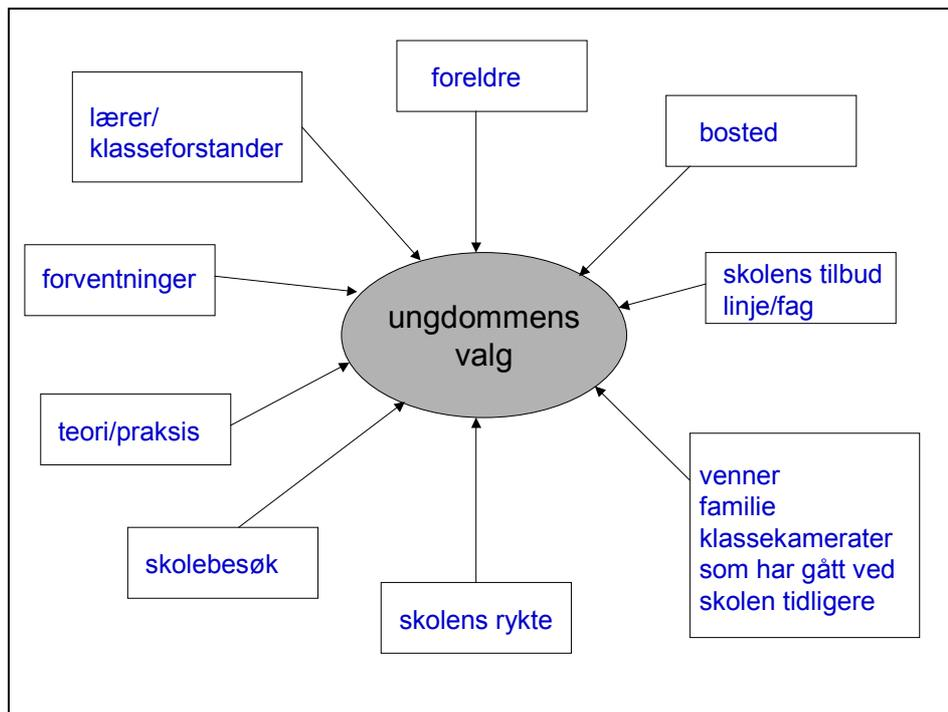 foreldre
lærer/
klasseforstander
bosted
forventninger
skolens tilbud
linje/fag
ungdommens
valg
teori/praksis
venner
familie
klassekamerater
som har gått ved
skolen tidligere
skolebesøk
skolens rykte